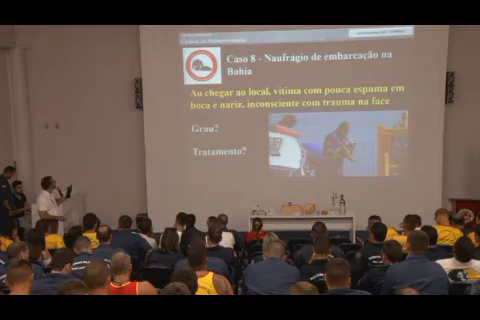 Caso 8 - Naufrágio de embarcação na
Bahia
Ao chegar ao local, vítima com pouca espuma em
boca e nariz, inconsciente com trauma na face
Grau?
Tratamento?